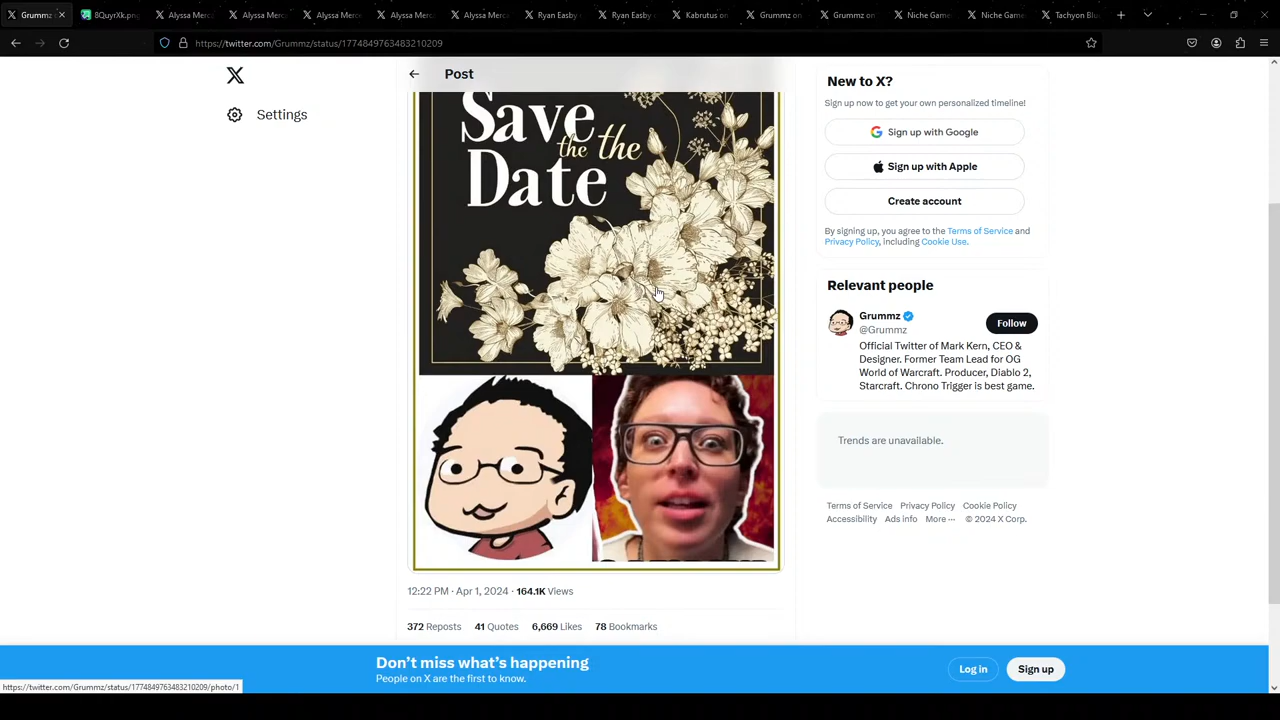 Grummz
8QuyrXk.pn
Alyssa Merc
Alyssa Merc
Alyssa Merc
Alyssa Merc
Alyssa Merc
Ryan Easby
Ryan Easby
Kabrutus on
Grummz on
Grummz on
Niche Game
Niche Game
Tachyon Blu
https://twitter.com/Grummz/status/1774849763483210209
Settings
Post
Save
the the
Date
12:22 PM · Apr 1, 2024 · 164.1K Views
372 Reposts 41 Quotes 6,669 Likes 78 Bookmarks
New to X?
Sign up now to get your own personalized timeline!
Sign up with Google
Sign up with Apple
Create account
By signing up, you agree to the Terms of Service and
Privacy Policy, including Cookie Use.
Relevant people
Grummz
@Grummz
Follow
Official Twitter of Mark Kern, CEO &
Designer. Former Team Lead for OG
World of Warcraft. Producer, Diablo 2,
Starcraft. Chrono Trigger is best game.
Trends are unavailable.
Terms of Service Privacy Policy Cookie Policy
Accessibility Ads info More ··· © 2024 X Corp.
Don’t miss what’s happening
People on X are the first to know.
Log in
Sign up
https://twitter.com/Grummz/status/1774849763483210209/photo/1